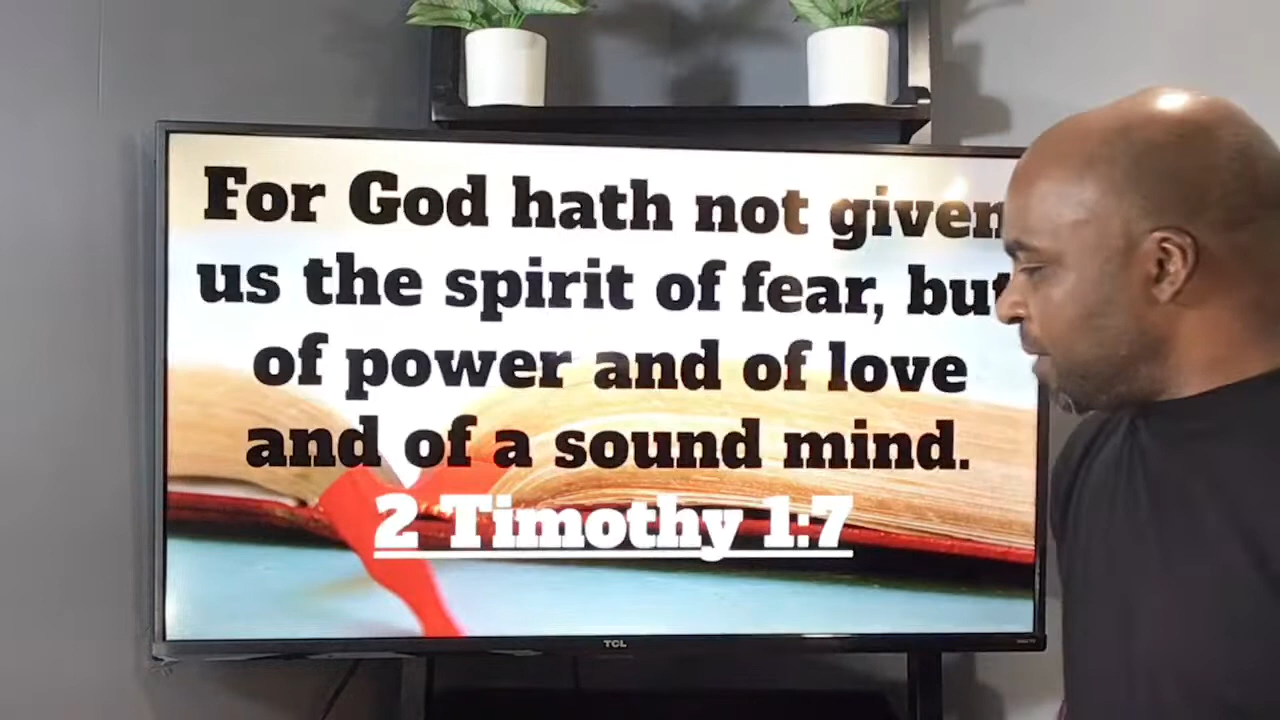 For God hath not given
us the spirit of fear, but
of power and of love
and of a sound mind.
2 Timothy 1:7
TCL